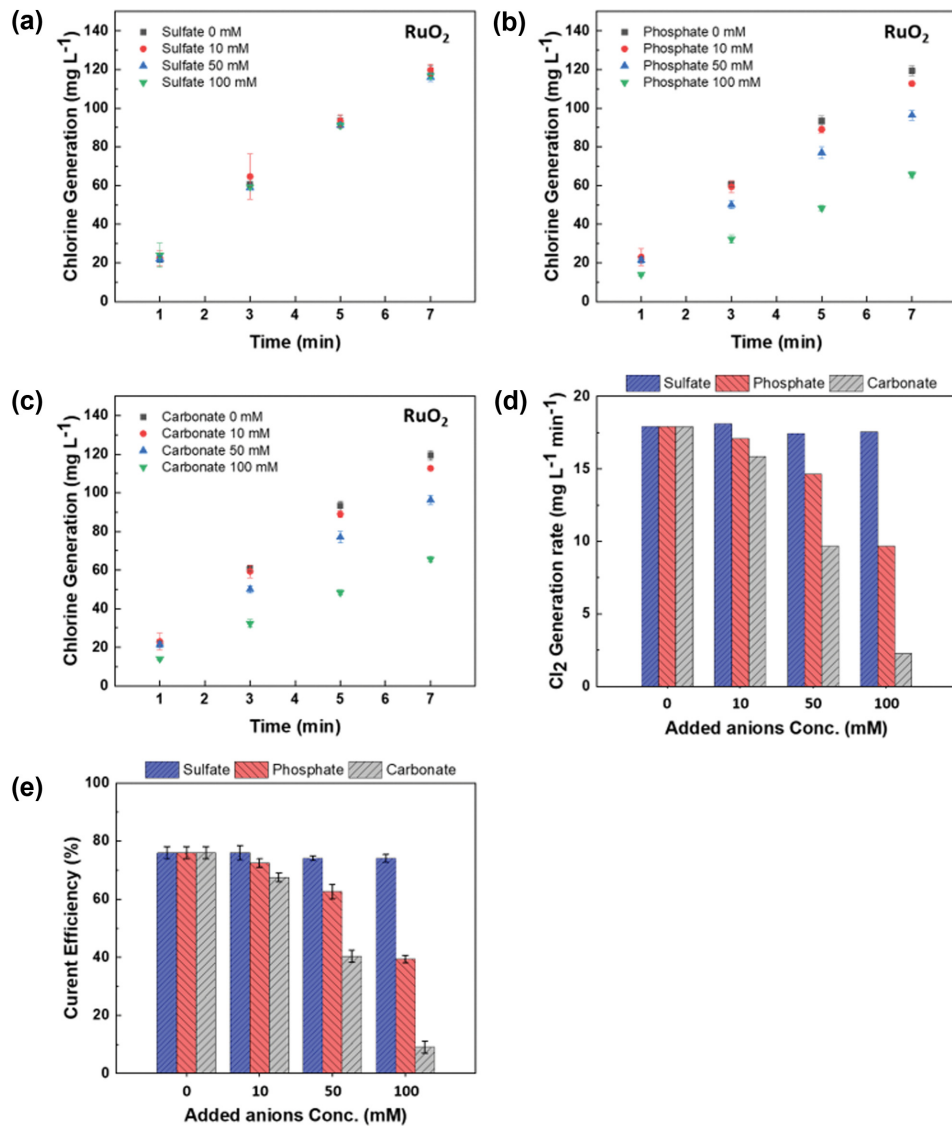 (a)
Sulfate 0 mM
Sulfate 10 mM
Sulfate 50 mM
Sulfate 100 mM
RuO₂
Chlorine Generation (mg L⁻¹)
140
120
100
80
60
40
20
0
1 2 3 4 5 6 7
Time (min)
(b)
Phosphate 0 mM
Phosphate 10 mM
Phosphate 50 mM
Phosphate 100 mM
RuO₂
Chlorine Generation (mg L⁻¹)
140
120
100
80
60
40
20
0
1 2 3 4 5 6 7
Time (min)
(c)
Carbonate 0 mM
Carbonate 10 mM
Carbonate 50 mM
Carbonate 100 mM
RuO₂
Chlorine Generation (mg L⁻¹)
140
120
100
80
60
40
20
0
1 2 3 4 5 6 7
Time (min)
(d)
Sulfate Phosphate Carbonate
Cl₂ Generation rate (mg L⁻¹ min⁻¹)
20
15
10
5
0
0 10 50 100
Added anions Conc. (mM)
(e)
Sulfate Phosphate Carbonate
Curent Efficiency (%)
100
80
60
40
20
0
0 10 50 100
Added anions Conc. (mM)